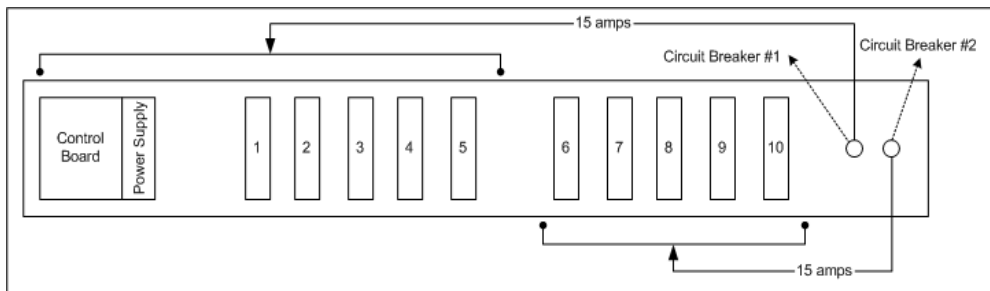 15 amps
Circuit Breaker #1
Circuit Breaker #2
Control
Board
Power Supply
1
2
3
4
5
6
7
8
9
10
15 amps